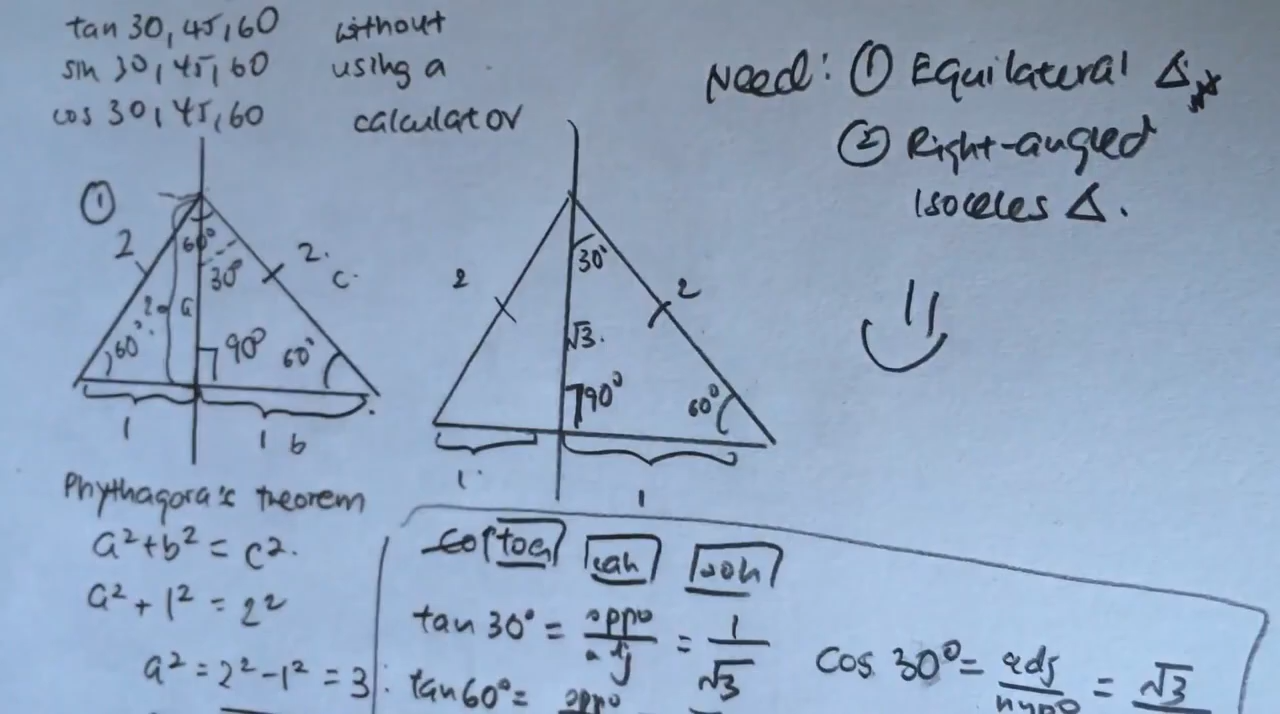 tan 30, 45, 60 without
sin 30, 45, 60 using a
cos 30, 45, 60 calculator
Need: ① Equilateral Δ
② Right-angled
Isoceles Δ.
①
2
60°
30°
2.
c.
?
a
60°
90°
60°
1
1 b
2
30°
2
√3.
90°
60°
1
1
Phythagora's theorem
a²+b² = c².
a² + 1² = 2²
a² = 2²-1² = 3
toa cah soh
tan 30° = oppo/adj = 1/√3
cos 30° = adj/hypo = √3
tan 60° = oppo